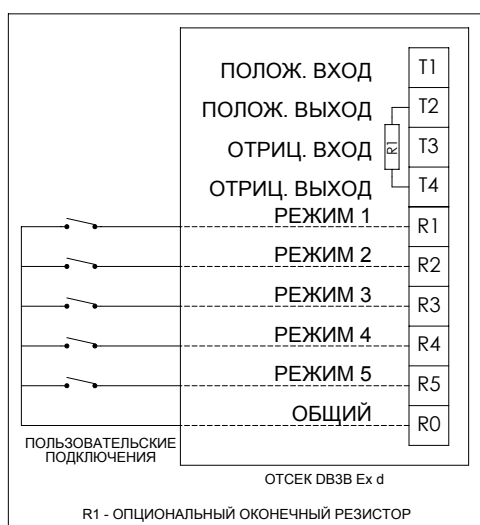 ПОЛОЖ. ВХОД T1
ПОЛОЖ. ВЫХОД T2
R1
ОТРИЦ. ВХОД T3
ОТРИЦ. ВЫХОД T4
РЕЖИМ 1 R1
РЕЖИМ 2 R2
РЕЖИМ 3 R3
РЕЖИМ 4 R4
РЕЖИМ 5 R5
ОБЩИЙ R0
ПОЛЬЗОВАТЕЛЬСКИЕ
ПОДКЛЮЧЕНИЯ
ОТСЕК DB3B Ex d
R1 - ОПЦИОНАЛЬНЫЙ ОКОНЕЧНЫЙ РЕЗИСТОР